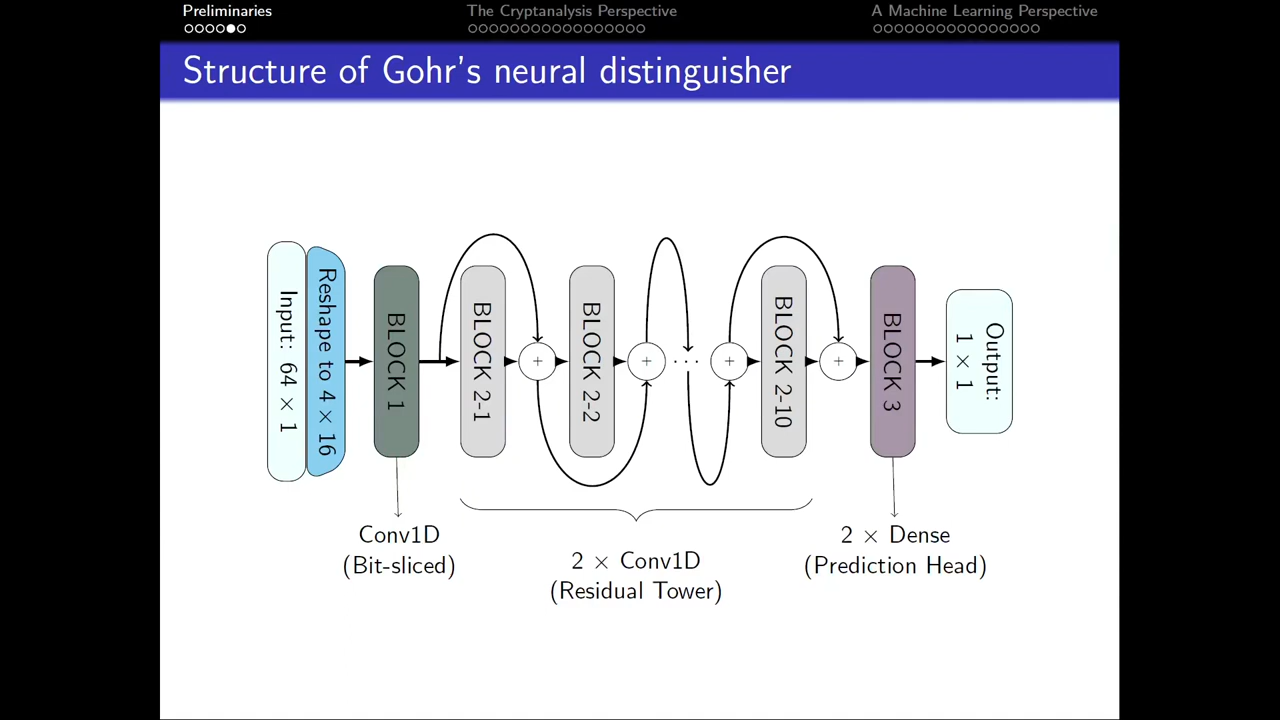 Preliminaries
The Cryptanalysis Perspective
A Machine Learning Perspective
Structure of Gohr's neural distinguisher
Input: 64 × 1
Reshape to 4 × 16
BLOCK 1
BLOCK 2-1
+
BLOCK 2-2
+
···
+
BLOCK 2-10
+
BLOCK 3
Output:
1 × 1
Conv1D
(Bit-sliced)
2 × Conv1D
(Residual Tower)
2 × Dense
(Prediction Head)